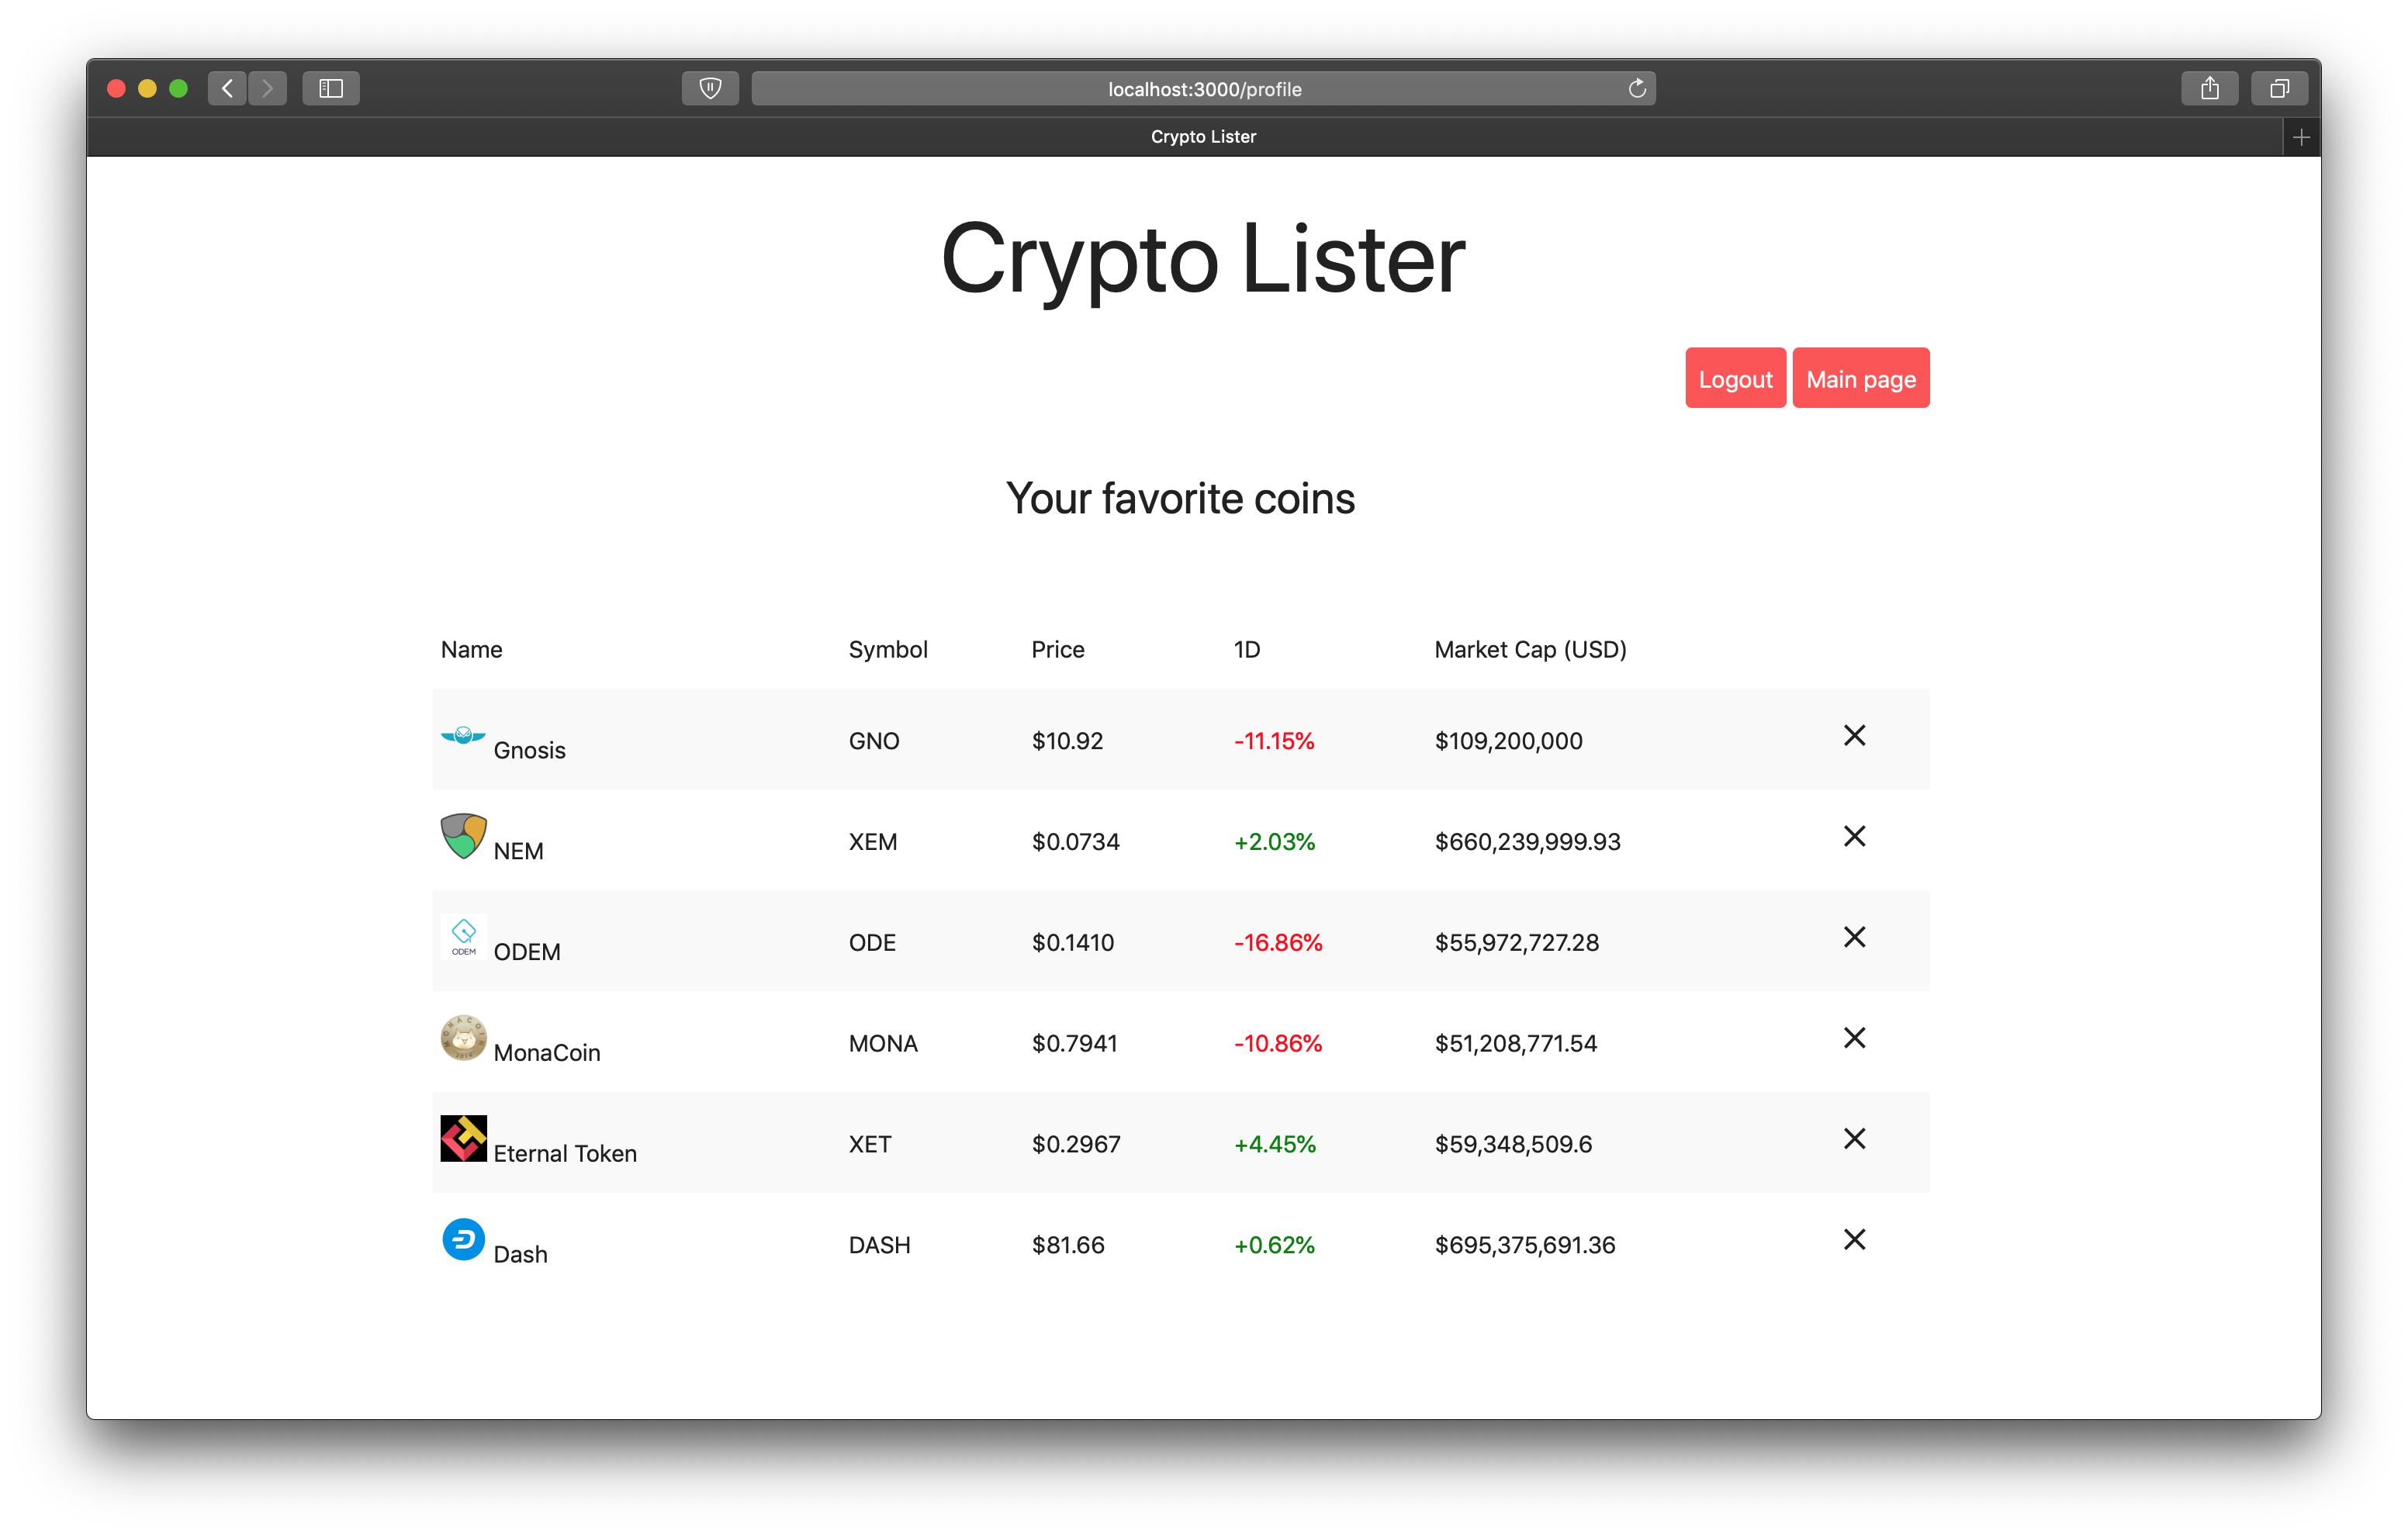 localhost:3000/profile
Crypto Lister
Crypto Lister
Logout Main page
Your favorite coins
Name Symbol Price 1D Market Cap (USD)
Gnosis GNO $10.92 -11.15% $109,200,000
NEM XEM $0.0734 +2.03% $660,239,999.93
ODEM ODEM ODE $0.1410 -16.86% $55,972,727.28
MonaCoin MONA $0.7941 -10.86% $51,208,771.54
Eternal Token XET $0.2967 +4.45% $59,348,509.6
Dash DASH $81.66 +0.62% $695,375,691.36